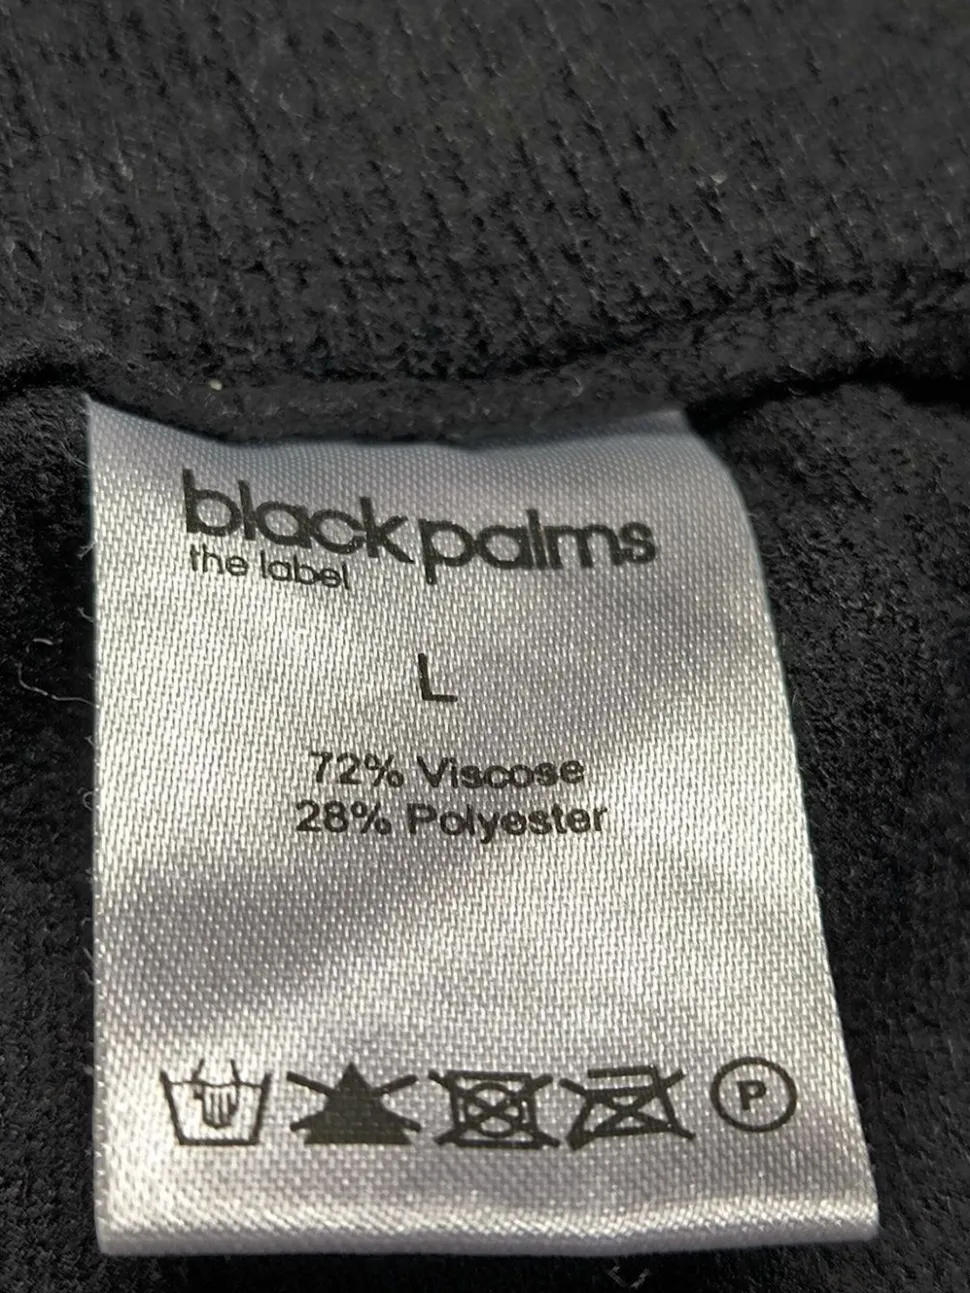 black palms
the label
L
72% Viscose
28% Polyester
P